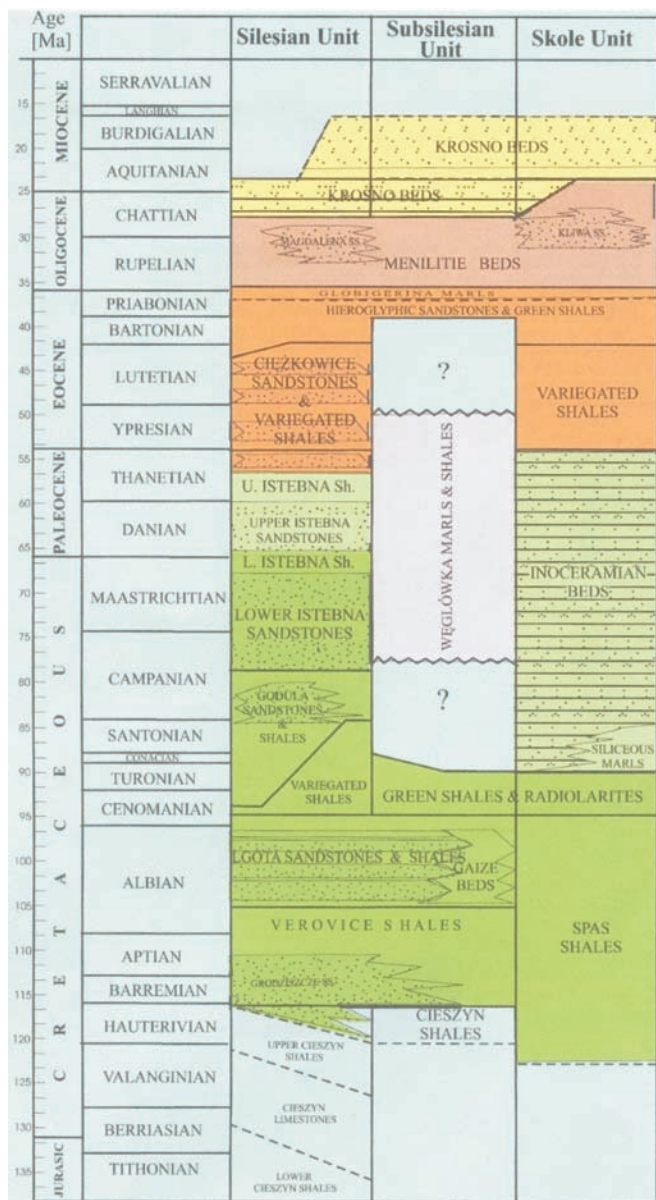 Age
[Ma]
Silesian Unit
Subsilesian
Unit
Skole Unit
MIOCENE
OLIGOCENE
EOCENE
PALEOCENE
CRETACEOUS
JURASSIC
15
20
25
30
35
40
45
50
55
60
65
70
75
80
85
90
95
100
105
110
115
120
125
130
135
SERRAVALIAN
LANGHIAN
BURDIGALIAN
AQUITANIAN
CHATTIAN
RUPELIAN
PRIABONIAN
BARTONIAN
LUTETIAN
YPRESIAN
THANETIAN
DANIAN
MAASTRICHTIAN
CAMPANIAN
SANTONIAN
CONACIAN
TURONIAN
CENOMANIAN
ALBIAN
APTIAN
BARREMIAN
HAUTERIVIAN
VALANGINIAN
BERRIASIAN
TITHONIAN
KROSNO BEDS
KROSNO BEDS
MAGDALENA SS.
KLIWA SS.
MENILITIE BEDS
GLOBIGERINA MARLS
HIEROGLYPHIC SANDSTONES & GREEN SHALES
CIĘŻKOWICE
SANDSTONES
&
VARIEGATED
SHALES
?
VARIEGATED
SHALES
U. ISTEBNA Sh.
UPPER ISTEBNA
SANDSTONES
L. ISTEBNA Sh.
LOWER ISTEBNA
SANDSTONES
WĘGLÓWKA MARLS & SHALES
INOCERAMIAN
BEDS
GODULA
SANDSTONES
&
SHALES
?
SILICEOUS
MARLS
VARIEGATED
SHALES
GREEN SHALES & RADIOLARITES
LGOTA SANDSTONES & SHALES
GAIZE
BEDS
VEROVICE SHALES
SPAS
SHALES
CIESZYN
SHALES
UPPER CIESZYN
SHALES
CIESZYN
LIMESTONES
LOWER
CIESZYN SHALES